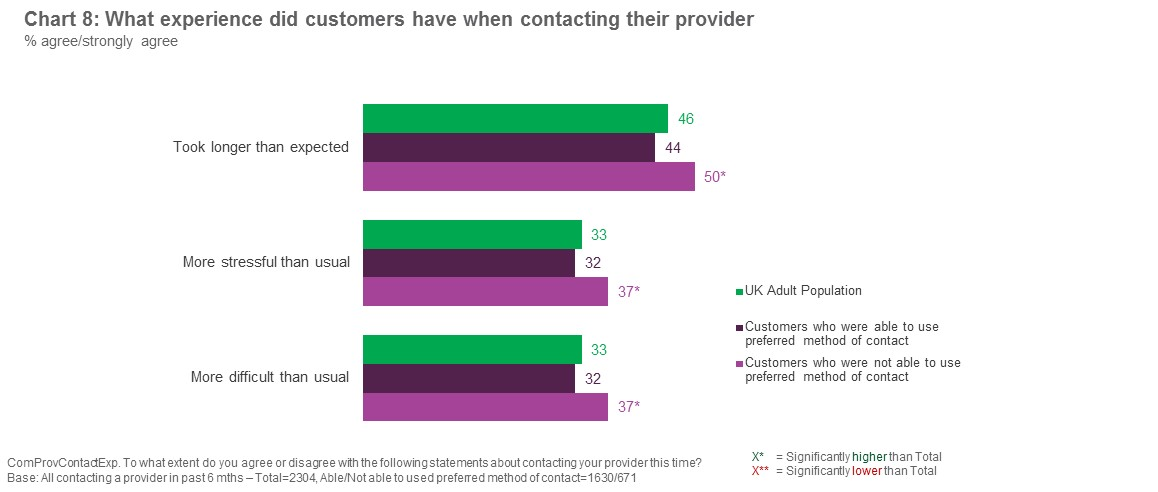 Chart 8: What experience did customers have when contacting their provider
% agree/strongly agree
46
Took longer than expected
44
50*
33
More stressful than usual
32
37*
UK Adult Population
Customers who were able to use
preferred method of contact
33
Customers who were not able to use
preferred method of contact
More difficult than usual
32
37*
ComProvContactExp. To what extent do you agree or disagree with the following statements about contacting your provider this time?
Base: All contacting a provider in past 6 mths – Total=2304, Able/Not able to used preferred method of contact=1630/671
X* = Significantly higher than Total
X** = Significantly lower than Total